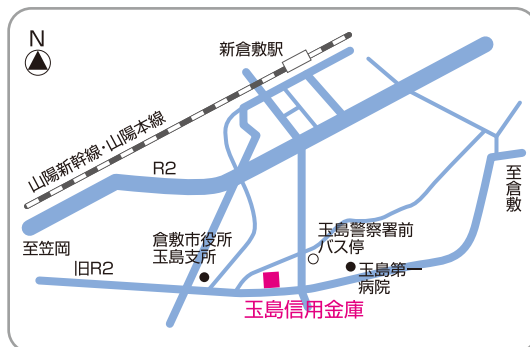 N
新倉敷駅
山陽新幹線・山陽本線
R2
至笠岡
至倉敷
倉敷市役所
玉島支所
玉島警察署前
バス停
旧R2
玉島第一
病院
玉島信用金庫